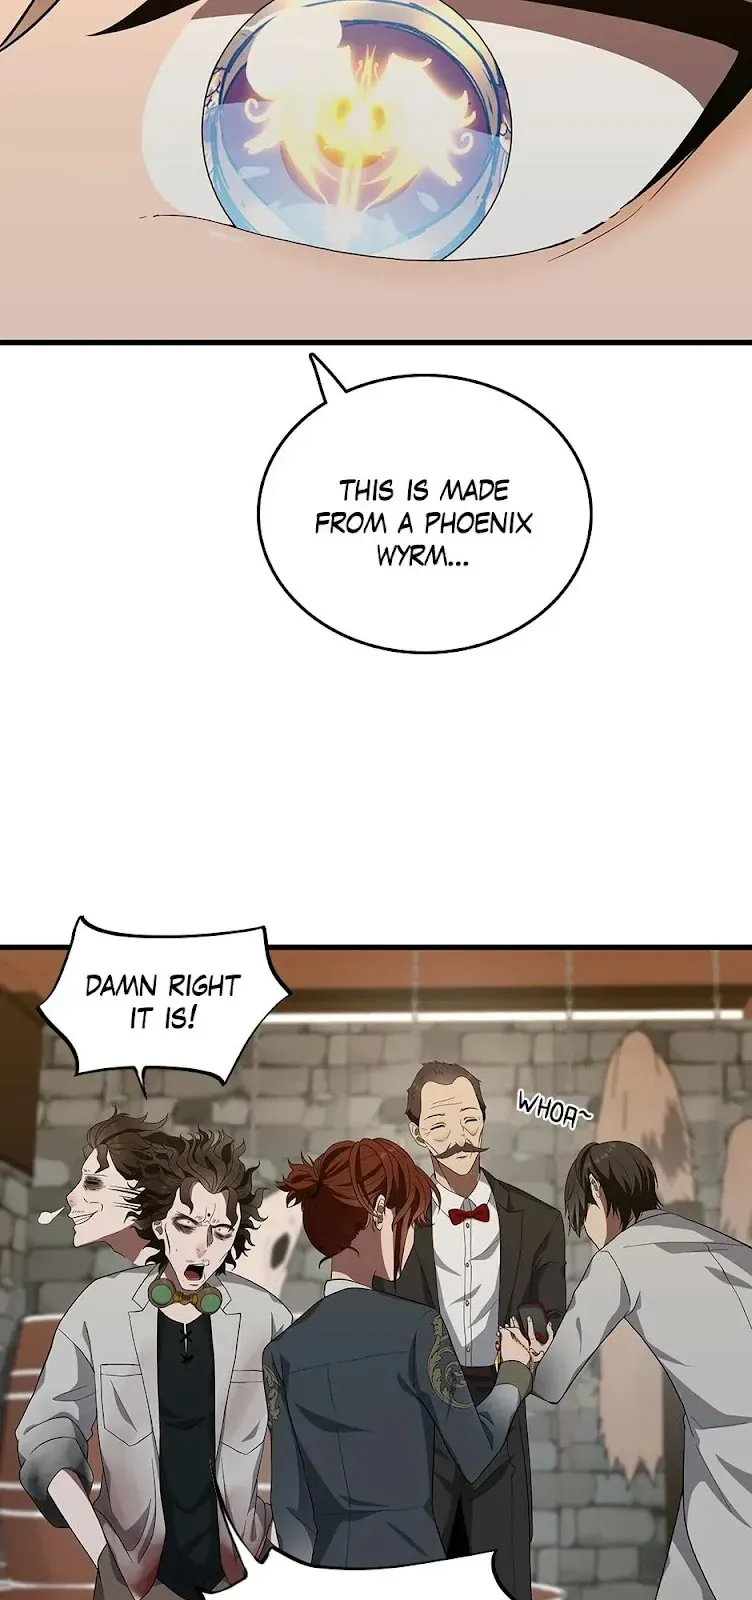 THIS IS MADE
FROM A PHOENIX
WYRM...
DAMN RIGHT
IT IS!
WHOA~